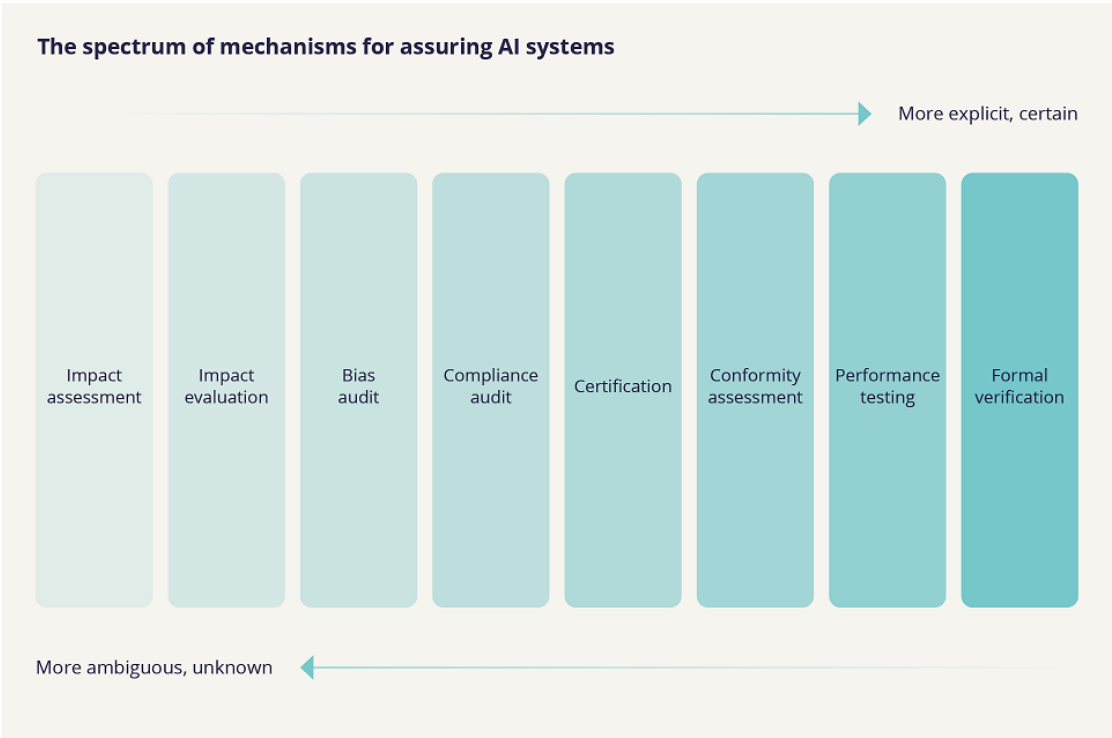 The spectrum of mechanisms for assuring AI systems
More explicit, certain
Impact
assessment
Impact
evaluation
Bias
audit
Compliance
audit
Certification
Conformity
assessment
Performance
testing
Formal
verification
More ambiguous, unknown